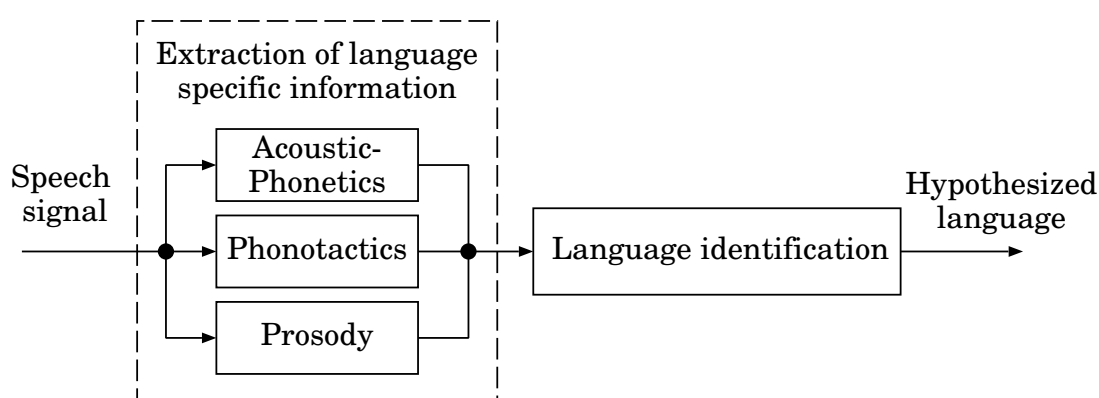 Extraction of language
specific information
Speech
signal
Acoustic-
Phonetics
Phonotactics
Prosody
Language identification
Hypothesized
language